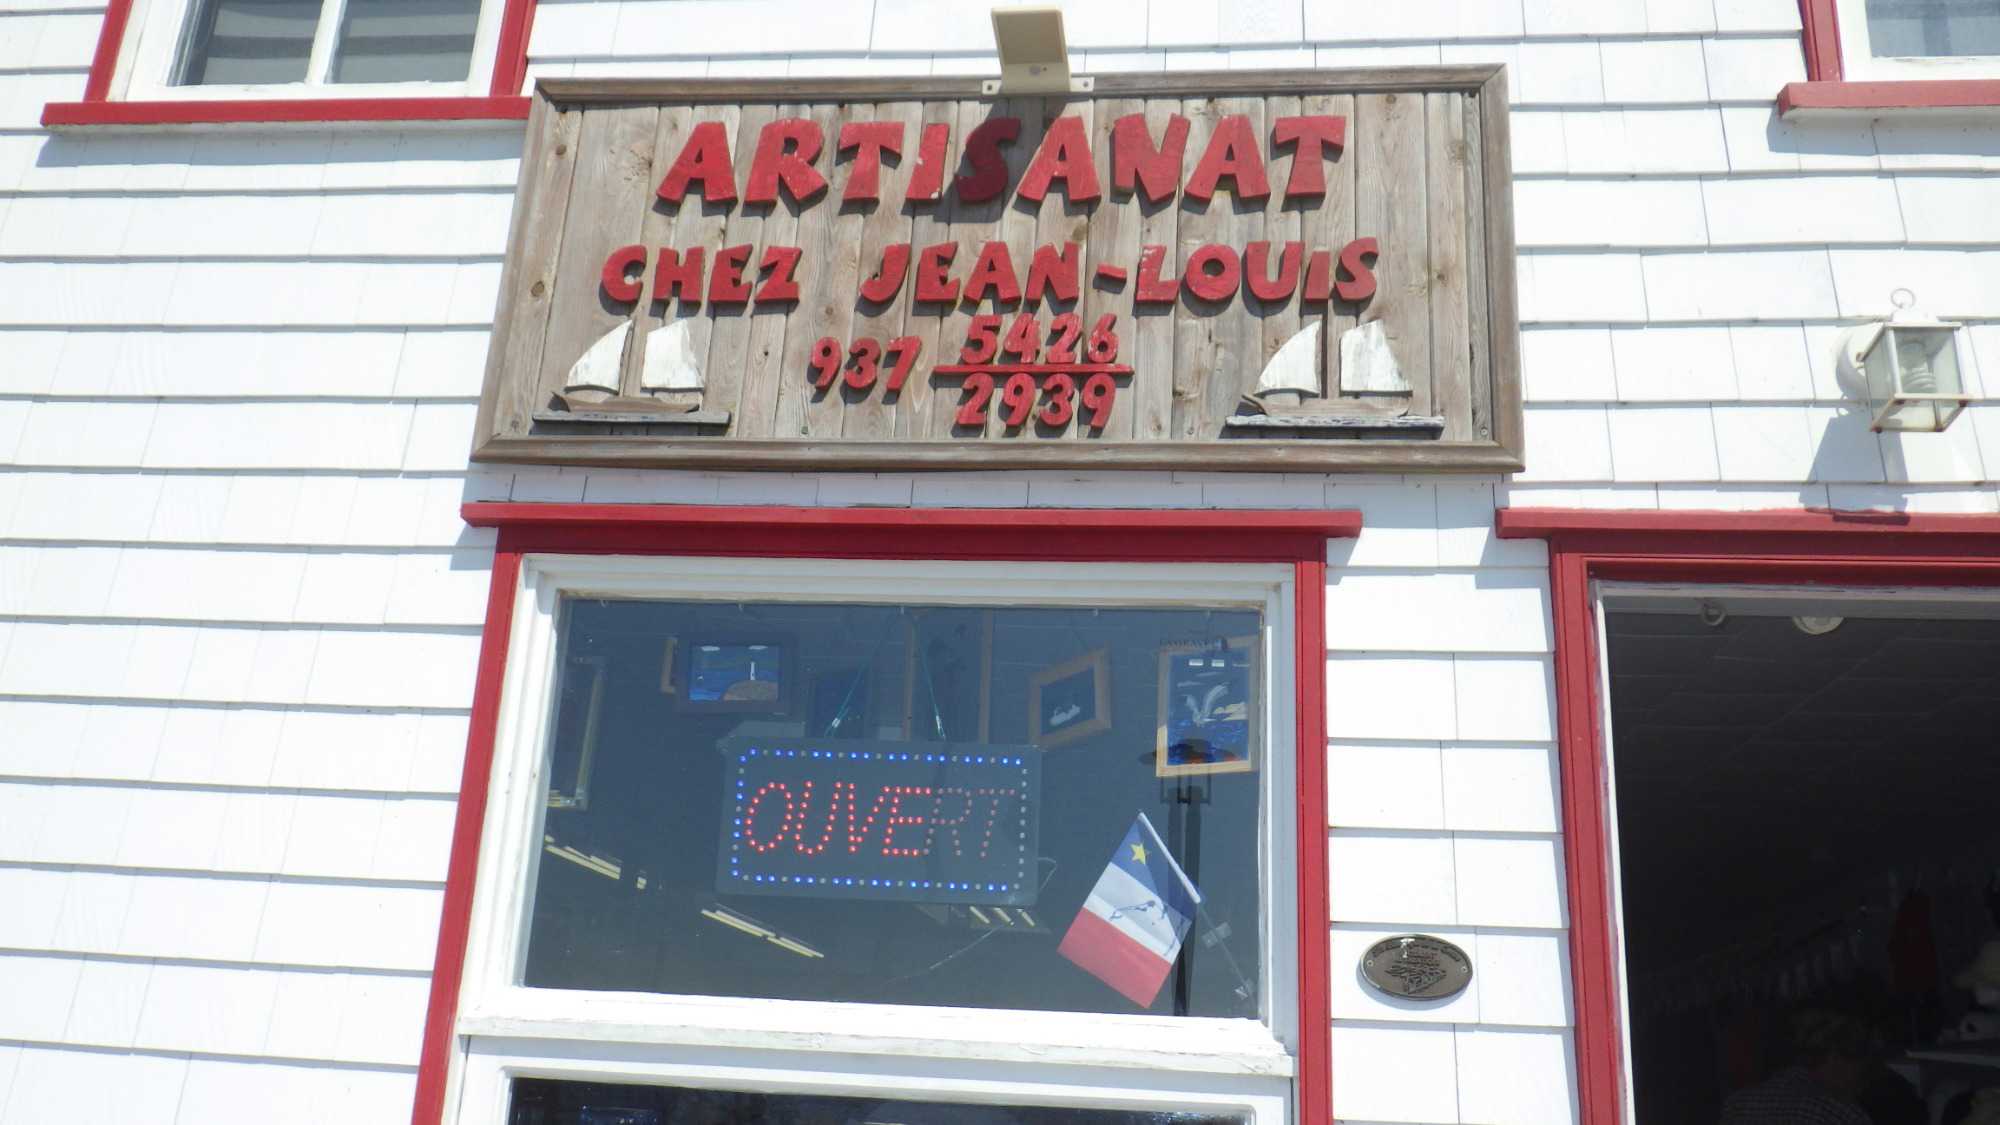 ARTISANAT
CHEZ JEAN-LOUIS
937 5426
2939
OUVERT